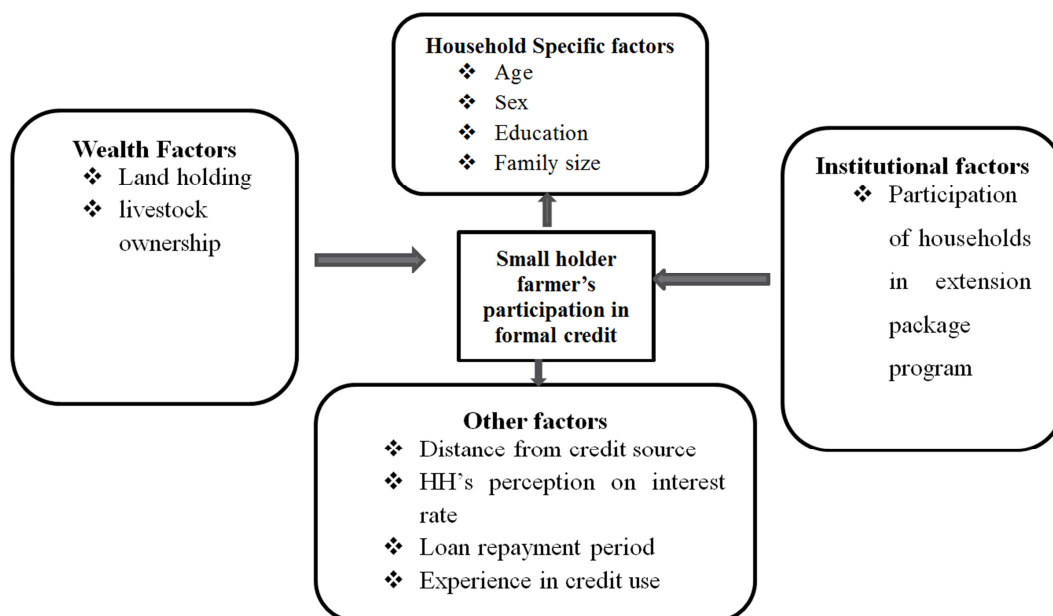 Household Specific factors
❖ Age
❖ Sex
❖ Education
❖ Family size
Wealth Factors
❖ Land holding
❖ livestock
ownership
Small holder
farmer's
participation in
formal credit
Institutional factors
❖ Participation
of households
in extension
package
program
Other factors
❖ Distance from credit source
❖ HH's perception on interest
rate
❖ Loan repayment period
❖ Experience in credit use